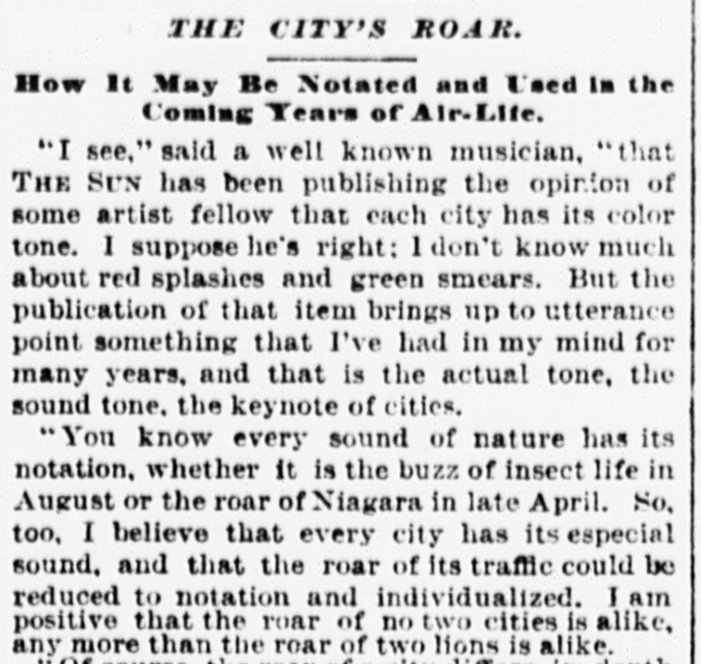 THE CITY'S ROAR.
How It May Be Notated and Used in the
Coming Years of Air-Life.
"I see," said a well known musician, "that
THE SUN has been publishing the opinion of
some artist fellow that each city has its color
tone. I suppose he's right; I don't know much
about red splashes and green smears. But the
publication of that item brings up to utterance
point something that I've had in my mind for
many years, and that is the actual tone, the
sound tone, the keynote of cities.
"You know every sound of nature has its
notation, whether it is the buzz of insect life in
August or the roar of Niagara in late April. So,
too, I believe that every city has its especial
sound, and that the roar of its traffic could be
reduced to notation and individualized. I am
positive that the roar of no two cities is alike,
any more than the roar of two lions is alike.